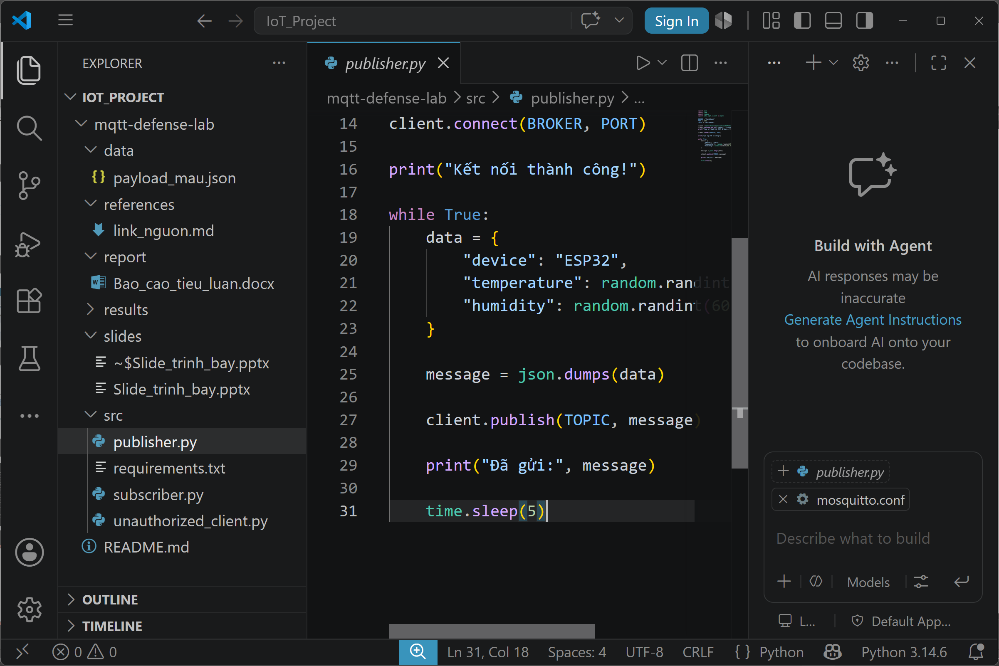 IoT_Project
Sign In
EXPLORER
IOT_PROJECT
mqtt-defense-lab
data
{} payload_mau.json
references
link_nguon.md
report
Bao_cao_tieu_luan.docx
results
slides
~$Slide_trinh_bay.pptx
Slide_trinh_bay.pptx
src
publisher.py
requirements.txt
subscriber.py
unauthorized_client.py
README.md
OUTLINE
TIMELINE
publisher.py
mqtt-defense-lab > src > publisher.py > ...
14 client.connect(BROKER, PORT)
15
16 print("Kết nối thành công!")
17
18 while True:
19 data = {
20 "device": "ESP32",
21 "temperature": random.randint
22 "humidity": random.randint(60
23 }
24
25 message = json.dumps(data)
26
27 client.publish(TOPIC, message)
28
29 print("Đã gửi:", message)
30
31 time.sleep(5)
Build with Agent
AI responses may be
inaccurate
Generate Agent Instructions
to onboard AI onto your
codebase.
publisher.py
mosquitto.conf
Describe what to build
Models
L...
Default App...
0 0
Ln 31, Col 18
Spaces: 4
UTF-8
CRLF
{} Python
Python 3.14.6